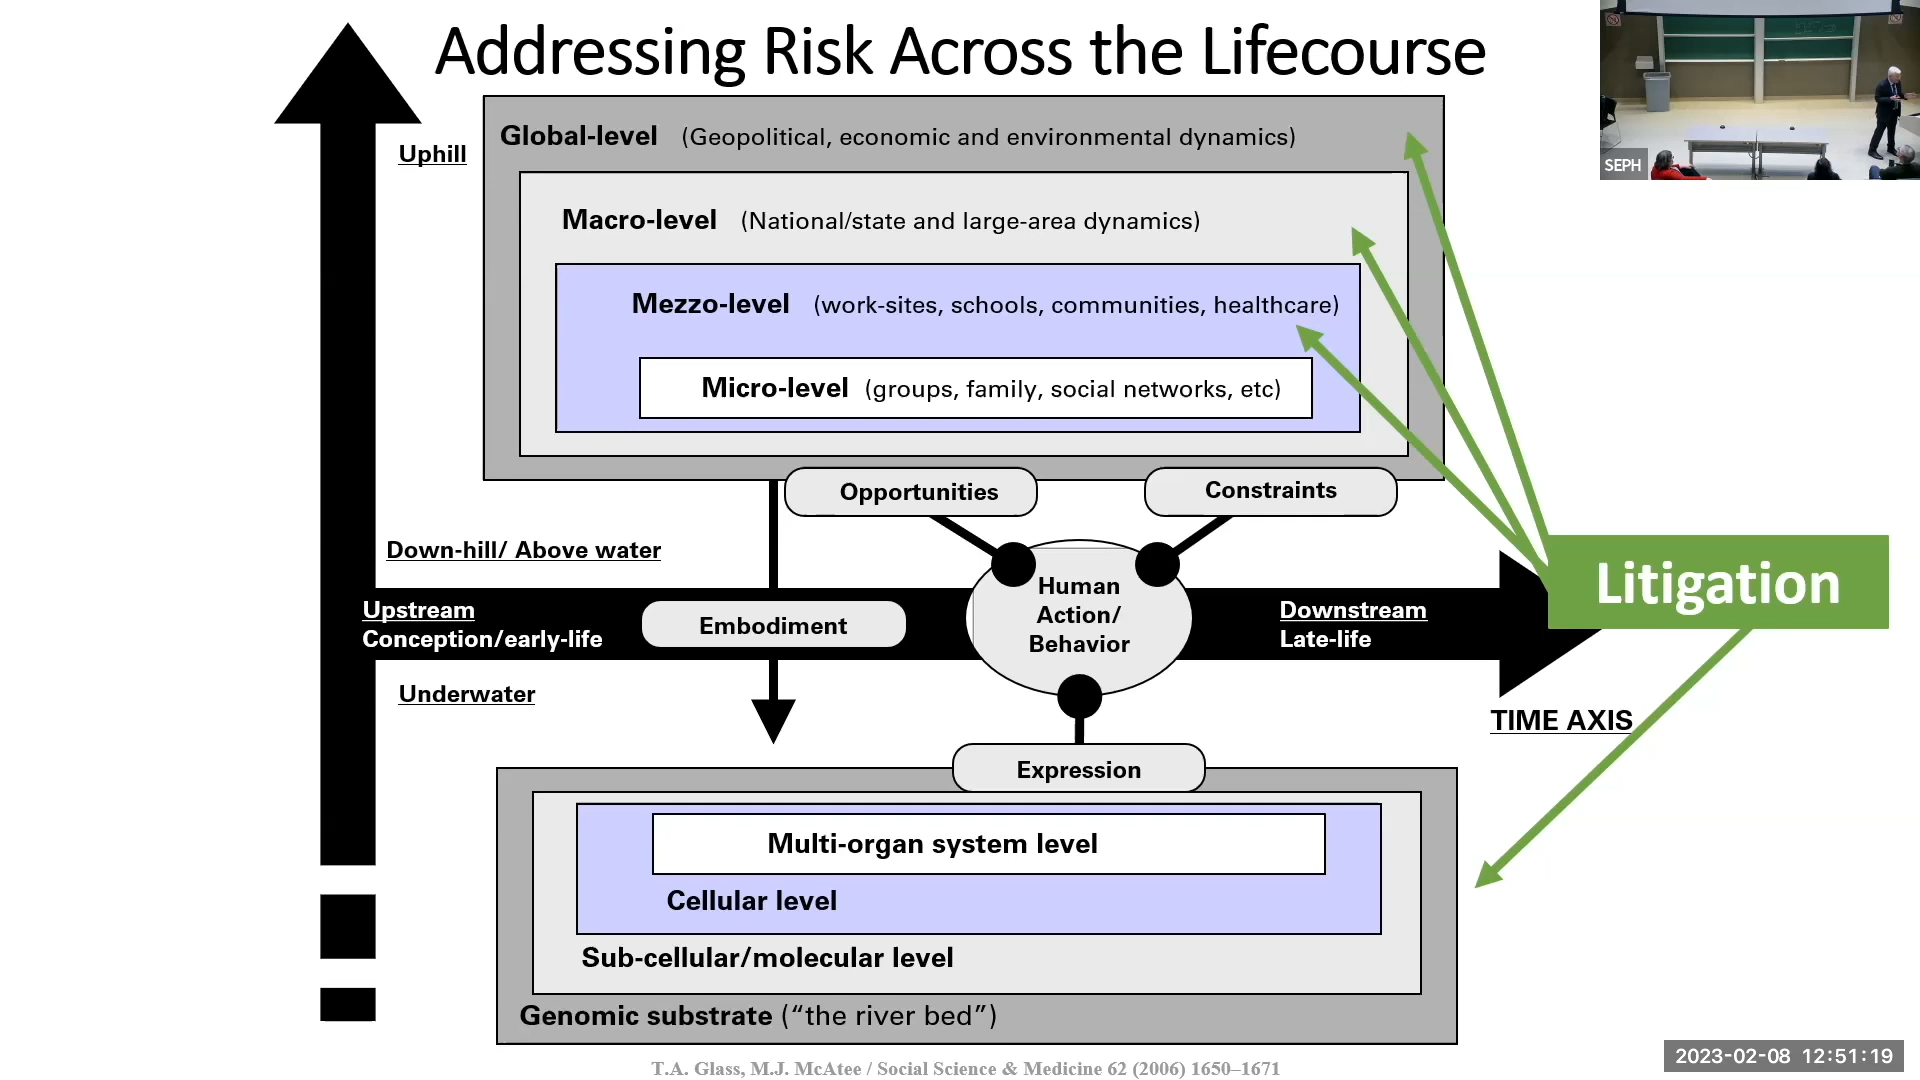 Addressing Risk Across the Lifecourse
Uphill
Global-level (Geopolitical, economic and environmental dynamics)
Macro-level (National/state and large-area dynamics)
Mezzo-level (work-sites, schools, communities, healthcare)
Micro-level (groups, family, social networks, etc)
Opportunities
Constraints
Down-hill/ Above water
Upstream
Conception/early-life
Embodiment
Human
Action/
Behavior
Downstream
Late-life
Litigation
Underwater
TIME AXIS
Expression
Multi-organ system level
Cellular level
Sub-cellular/molecular level
Genomic substrate (“the river bed”)
T.A. Glass, M.J. McAtee / Social Science & Medicine 62 (2006) 1650–1671
SEPH
2023-02-08 12:51:19